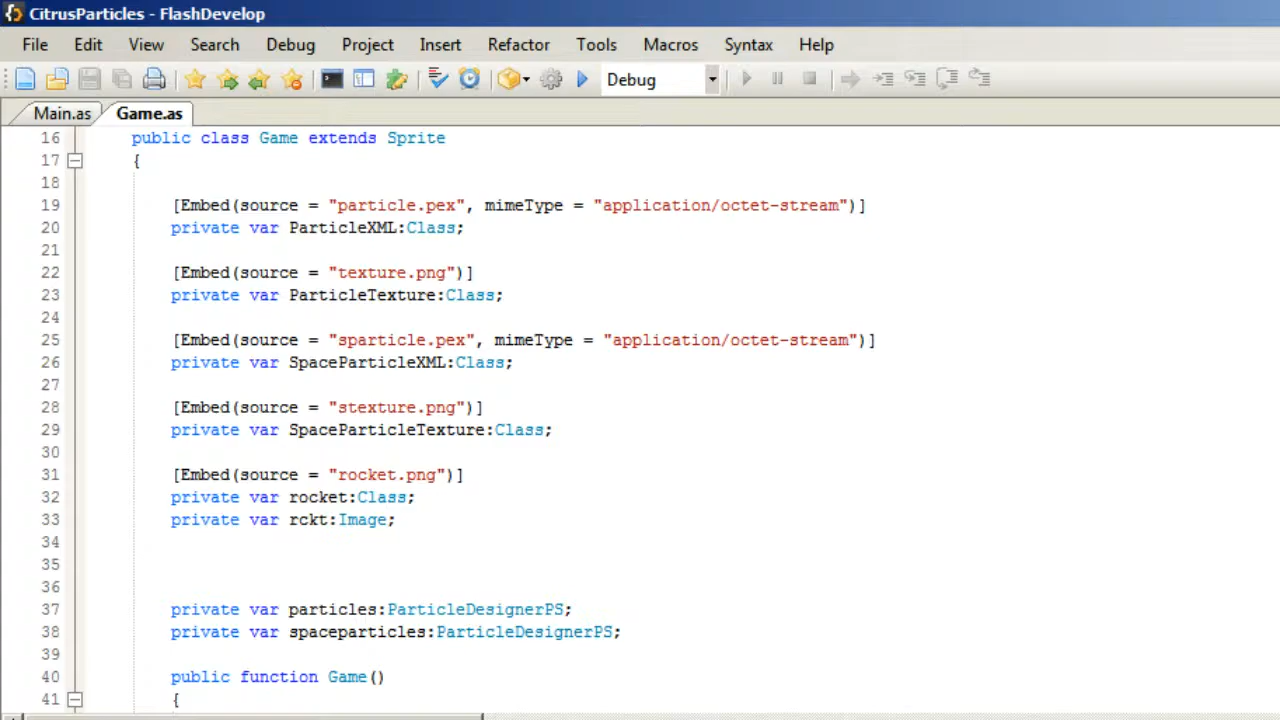 CitrusParticles - FlashDevelop
File Edit View Search Debug Project Insert Refactor Tools Macros Syntax Help
Debug
Main.as Game.as
16 public class Game extends Sprite
17 {
18
19 [Embed(source = "particle.pex", mimeType = "application/octet-stream")]
20 private var ParticleXML:Class;
21
22 [Embed(source = "texture.png")]
23 private var ParticleTexture:Class;
24
25 [Embed(source = "sparticle.pex", mimeType = "application/octet-stream")]
26 private var SpaceParticleXML:Class;
27
28 [Embed(source = "stexture.png")]
29 private var SpaceParticleTexture:Class;
30
31 [Embed(source = "rocket.png")]
32 private var rocket:Class;
33 private var rckt:Image;
34
35
36
37 private var particles:ParticleDesignerPS;
38 private var spaceparticles:ParticleDesignerPS;
39
40 public function Game()
41 {